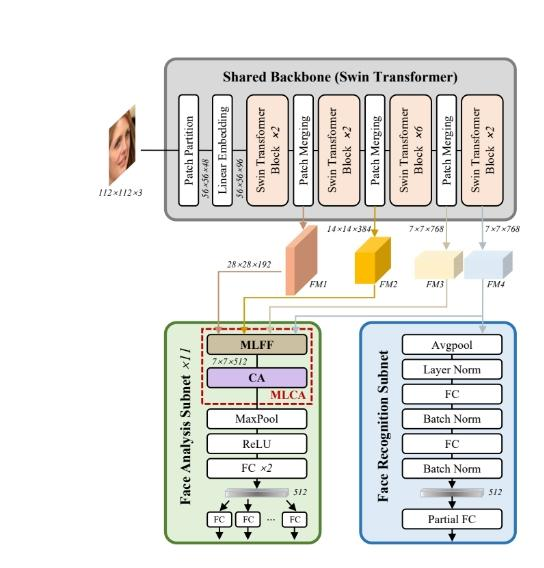 Shared Backbone (Swin Transformer)
Patch Partition
56×56×48
Linear Embedding
56×56×96
Swin Transformer
Block ×2
Patch Merging
Swin Transformer
Block ×2
Patch Merging
Swin Transformer
Block ×6
Patch Merging
Swin Transformer
Block ×2
112×112×3
14×14×384
7×7×768
7×7×768
28×28×192
FM1
FM2
FM3
FM4
Face Analysis Subnet ×11
MLFF
7×7×512
CA
MLCA
MaxPool
ReLU
FC ×2
512
FC
FC
...
FC
Face Recognition Subnet
Avgpool
Layer Norm
FC
Batch Norm
FC
Batch Norm
512
Partial FC